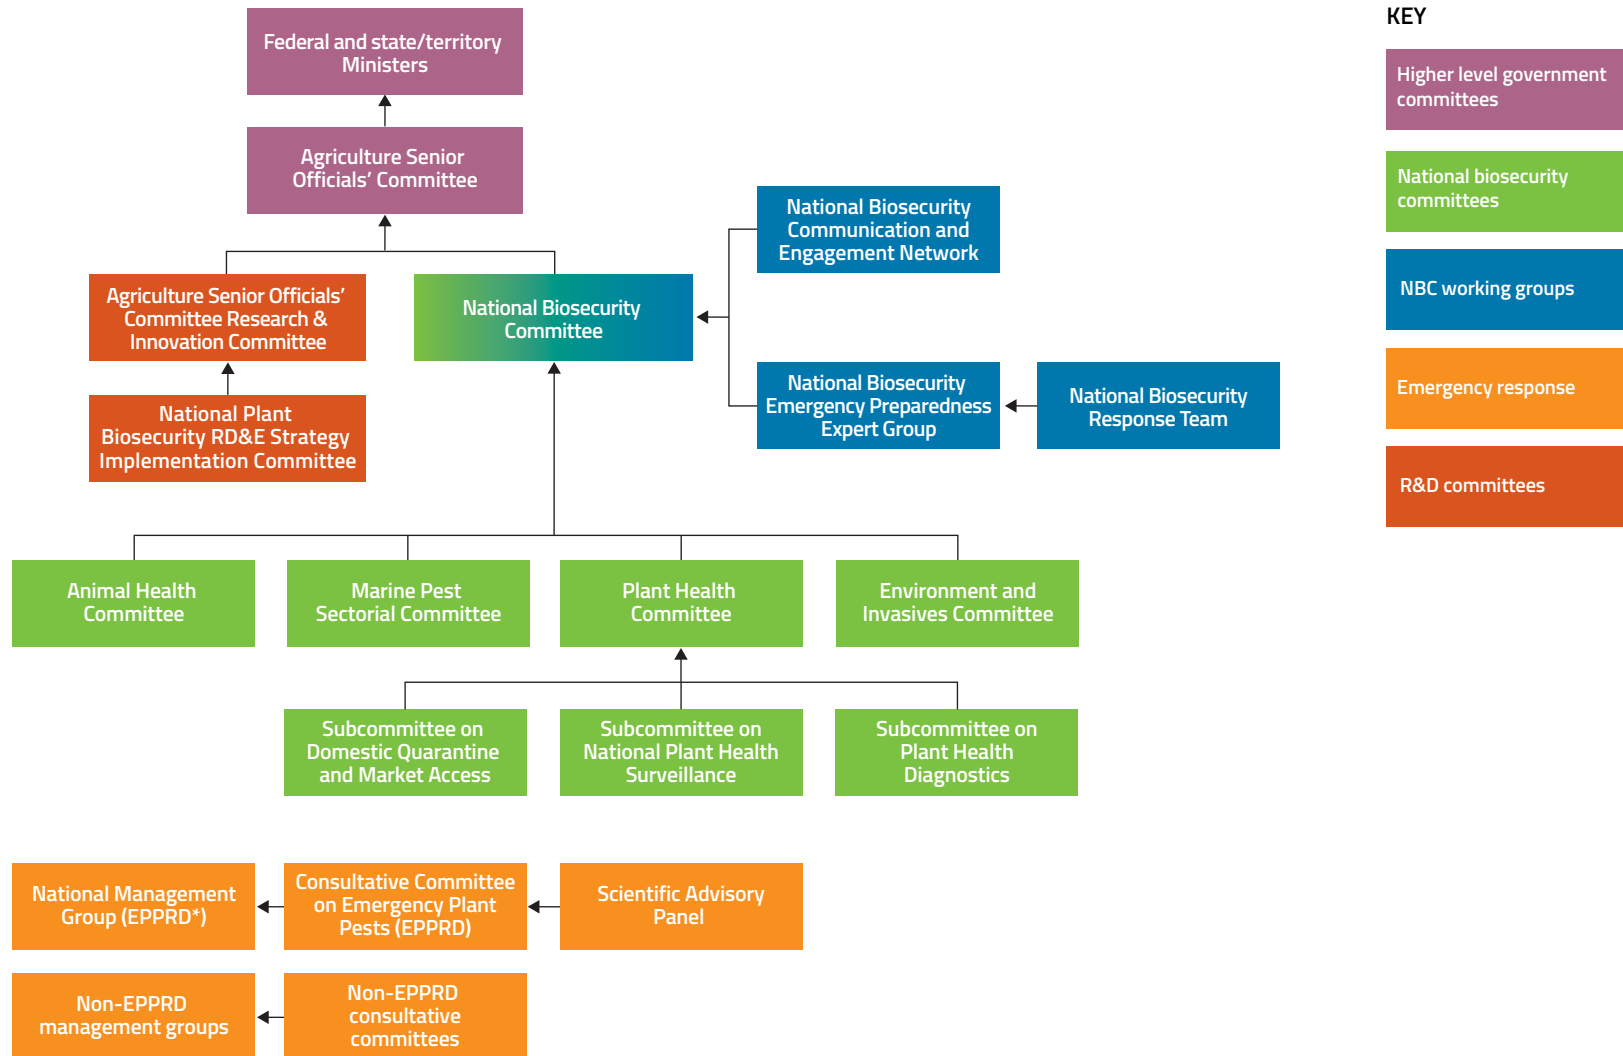 Federal and state/territory
Ministers
Agriculture Senior
Officials' Committee
Agriculture Senior Officials'
Committee Research &
Innovation Committee
National Biosecurity
Committee
National Biosecurity
Communication and
Engagement Network
National Plant
Biosecurity RD&E Strategy
Implementation Committee
National Biosecurity
Emergency Preparedness
Expert Group
National Biosecurity
Response Team
Animal Health
Committee
Marine Pest
Sectorial Committee
Plant Health
Committee
Environment and
Invasives Committee
Subcommittee on
Domestic Quarantine
and Market Access
Subcommittee on
National Plant Health
Surveillance
Subcommittee on
Plant Health
Diagnostics
National Management
Group (EPPRD*)
Consultative Committee
on Emergency Plant
Pests (EPPRD)
Scientific Advisory
Panel
Non-EPPRD
management groups
Non-EPPRD
consultative
committees
KEY
Higher level government
committees
National biosecurity
committees
NBC working groups
Emergency response
R&D committees